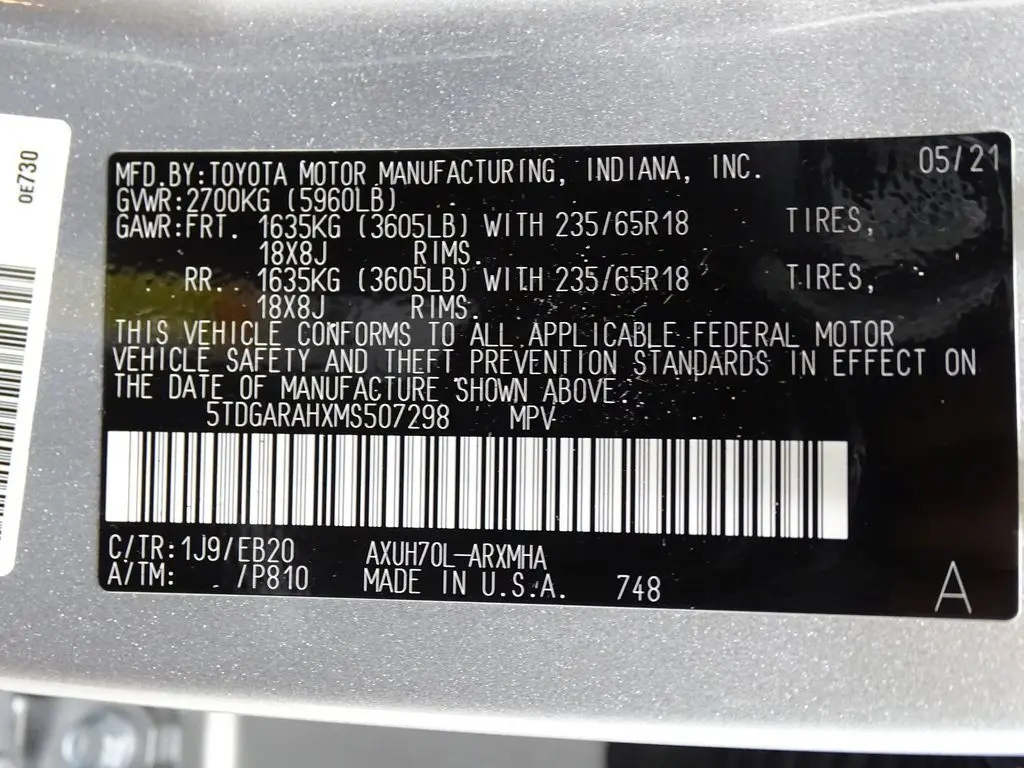 0E730
MFD.BY:TOYOTA MOTOR MANUFACTURING, INDIANA, INC. 05/21
GVWR:2700KG (5960LB)
GAWR:FRT. 1635KG (3605LB) WITH 235/65R18 TIRES,
18X8J RIMS.
RR. 1635KG (3605LB) WITH 235/65R18 TIRES,
18X8J RIMS.
THIS VEHICLE CONFORMS TO ALL APPLICABLE FEDERAL MOTOR
VEHICLE SAFETY AND THEFT PREVENTION STANDARDS IN EFFECT ON
THE DATE OF MANUFACTURE SHOWN ABOVE.
5TDGARAHXMS507298 MPV
C/TR:1J9/EB20 AXUH70L-ARXMHA
A/TM: /P810 MADE IN U.S.A. 748 A